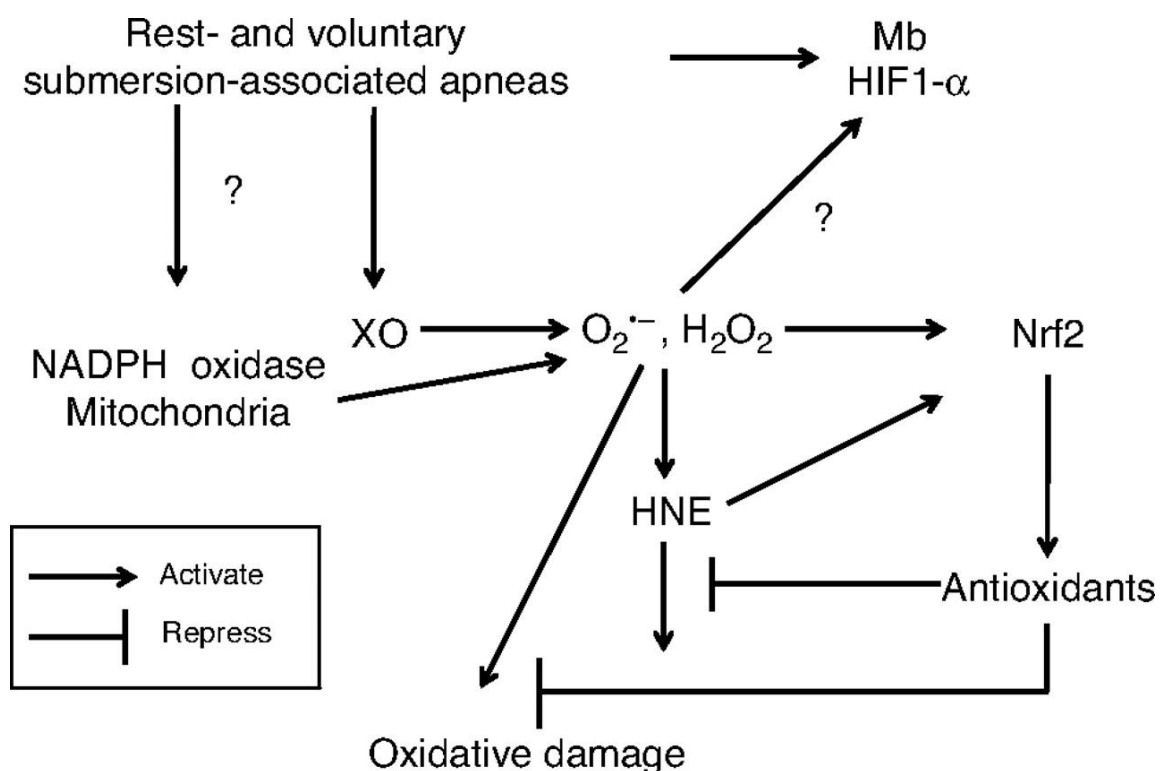 Rest- and voluntary
submersion-associated apneas
Mb
HIF1-α
?
?
XO
O₂•–, H₂O₂
Nrf2
NADPH oxidase
Mitochondria
HNE
Activate
Repress
Antioxidants
Oxidative damage